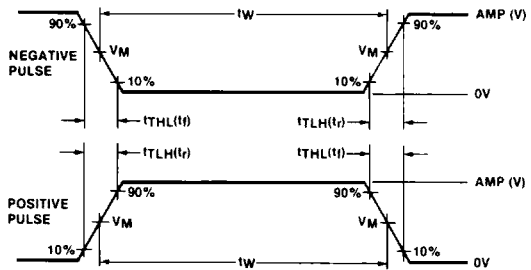 tW
90%
90%
AMP (V)
NEGATIVE
PULSE
VM
VM
10%
10%
0V
tTHL(tf)
tTLH(tr)
tTLH(tr)
tTHL(tf)
AMP (V)
POSITIVE
PULSE
90%
90%
VM
VM
10%
10%
tW
0V